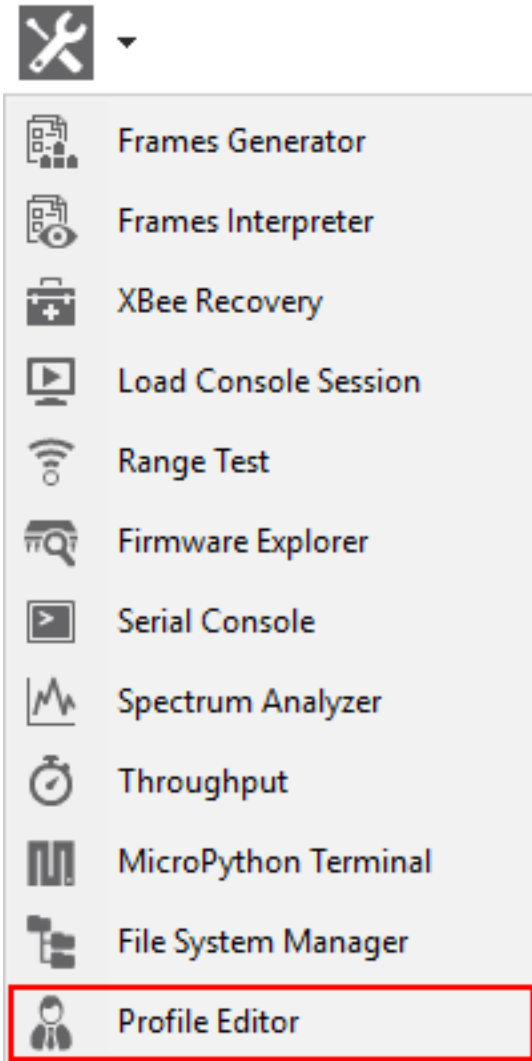 Frames Generator
Frames Interpreter
XBee Recovery
Load Console Session
Range Test
Firmware Explorer
Serial Console
Spectrum Analyzer
Throughput
MicroPython Terminal
File System Manager
Profile Editor